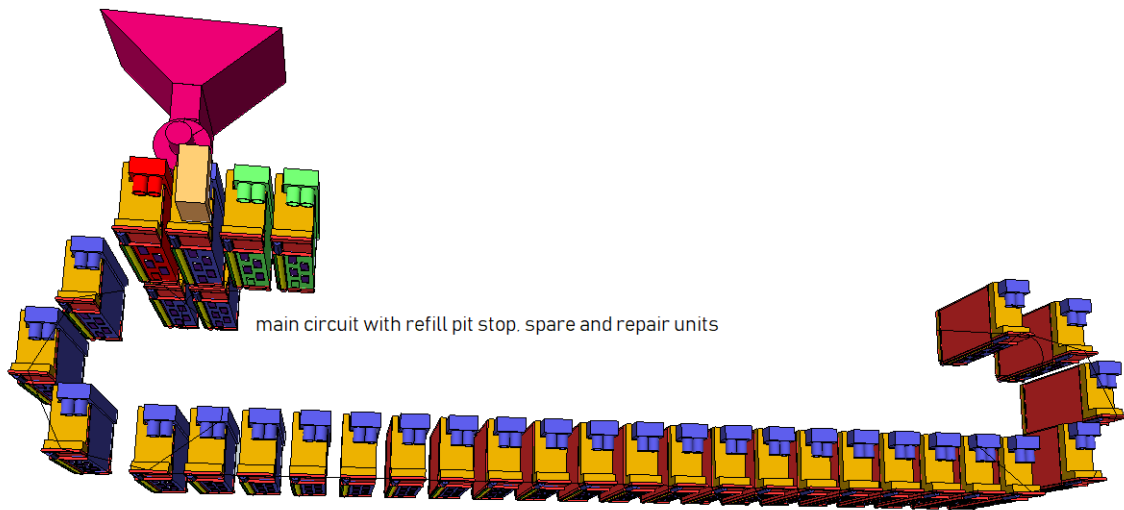 main circuit with refill pit stop. spare and repair units